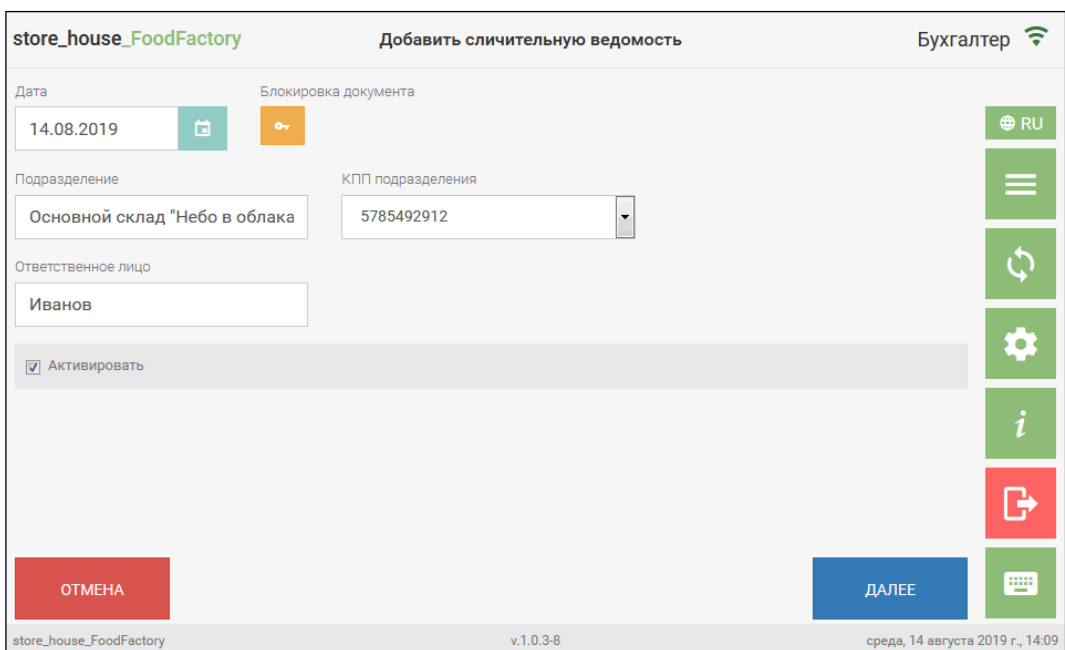 store_house_FoodFactory Добавить сличительную ведомость Бухгалтер
Дата Блокировка документа
14.08.2019
RU
Подразделение КПП подразделения
Основной склад "Небо в облака 5785492912
Ответственное лицо
Иванов
Активировать
i
ОТМЕНА ДАЛЕЕ
store_house_FoodFactory v.1.0.3-8 среда, 14 августа 2019 г., 14:09